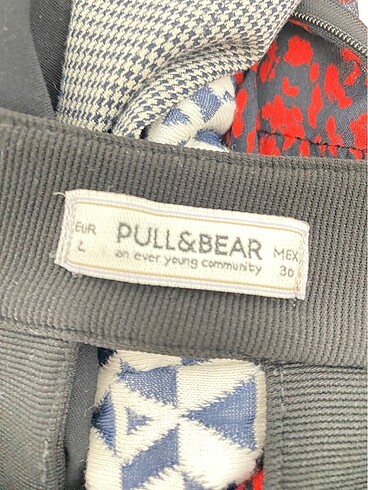 EUR
L
PULL&BEAR
an ever young community
MEX
30